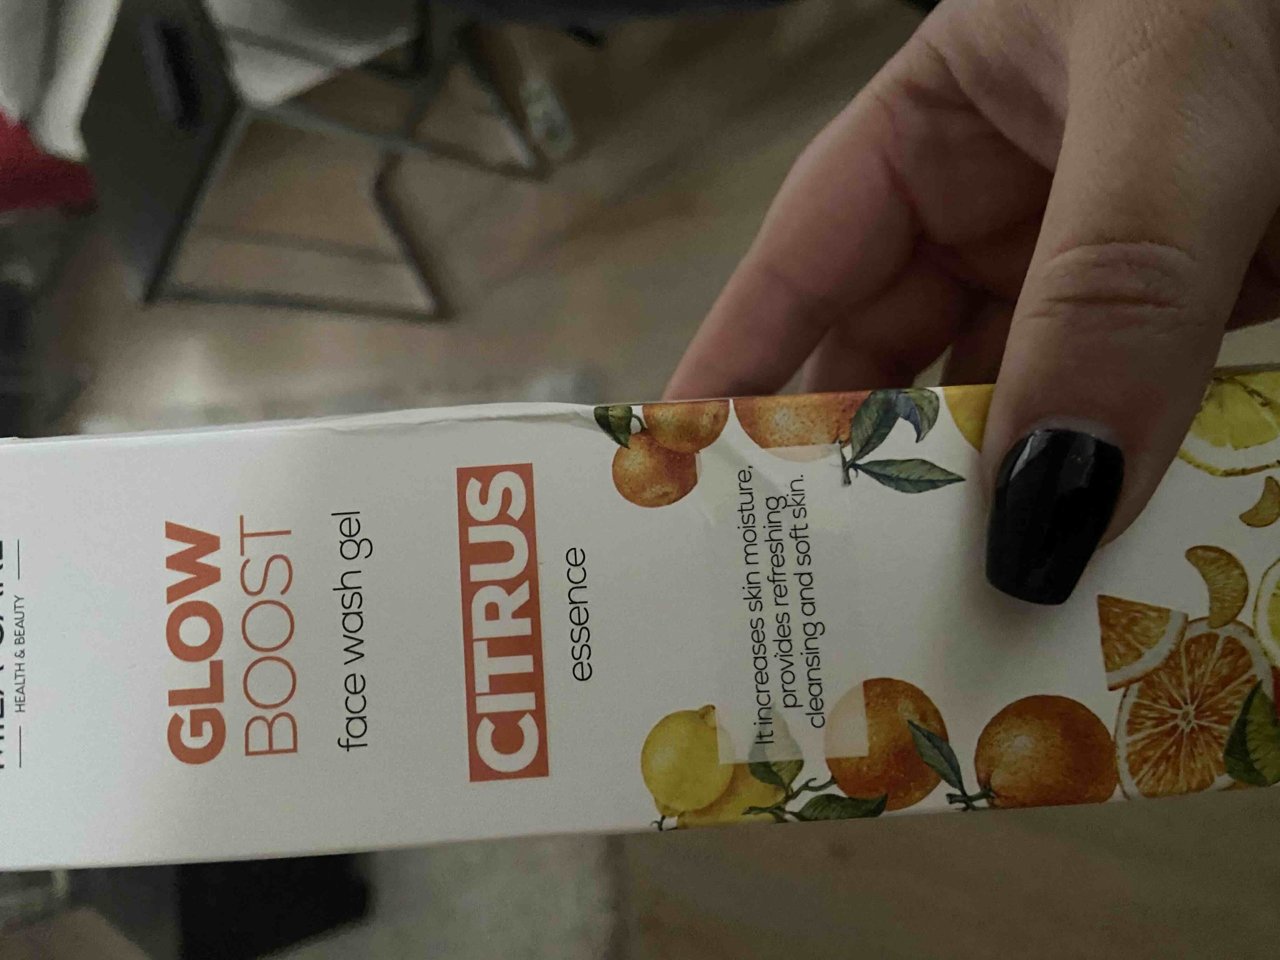 HEALTH & BEAUTY
GLOW
BOOST
face wash gel
CITRUS
essence
It increases skin moisture,
provides refreshing
cleansing and soft skin.